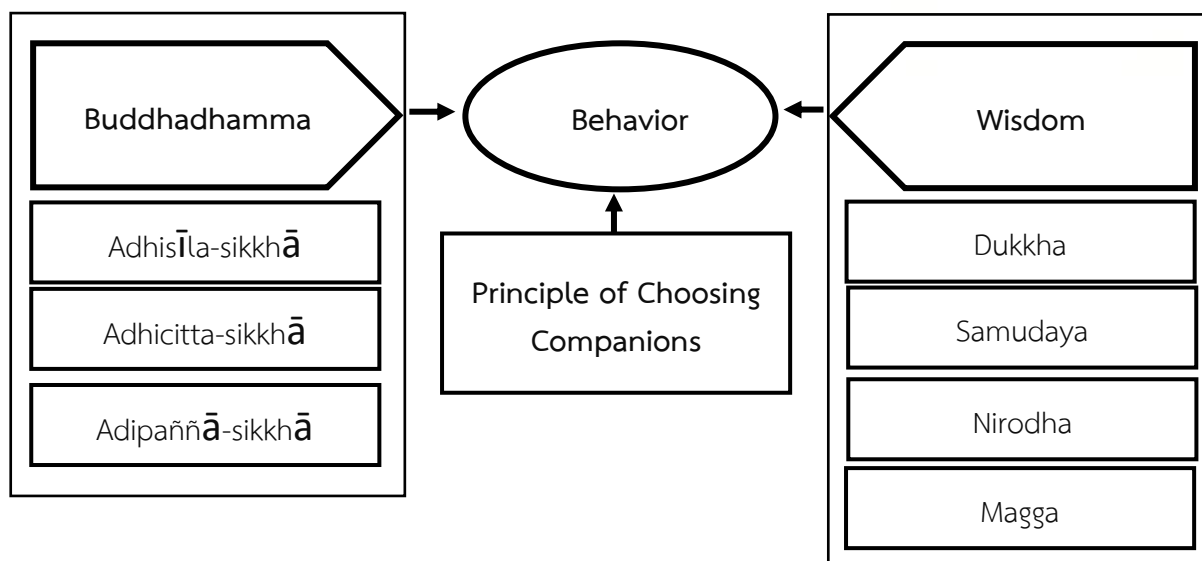 Buddhadhamma
Adhisīla-sikkhā
Adhicitta-sikkhā
Adipaññā-sikkhā
Behavior
Principle of Choosing
Companions
Wisdom
Dukkha
Samudaya
Nirodha
Magga